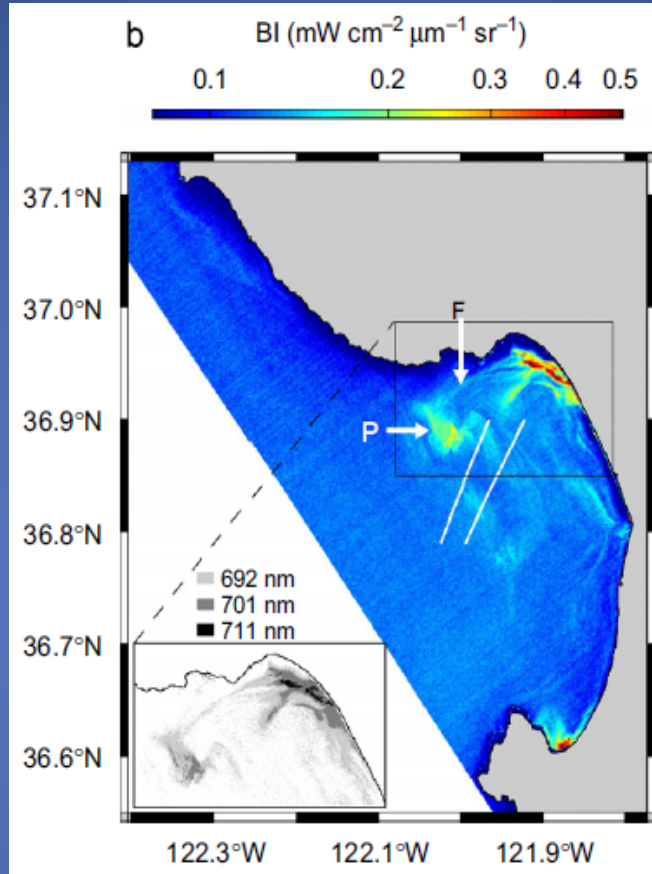 b BI (mW cm⁻² μm⁻¹ sr⁻¹)
0.1 0.2 0.3 0.4 0.5
37.1°N
37.0°N
F
36.9°N
P
36.8°N
692 nm
701 nm
36.7°N
711 nm
36.6°N
122.3°W 122.1°W 121.9°W